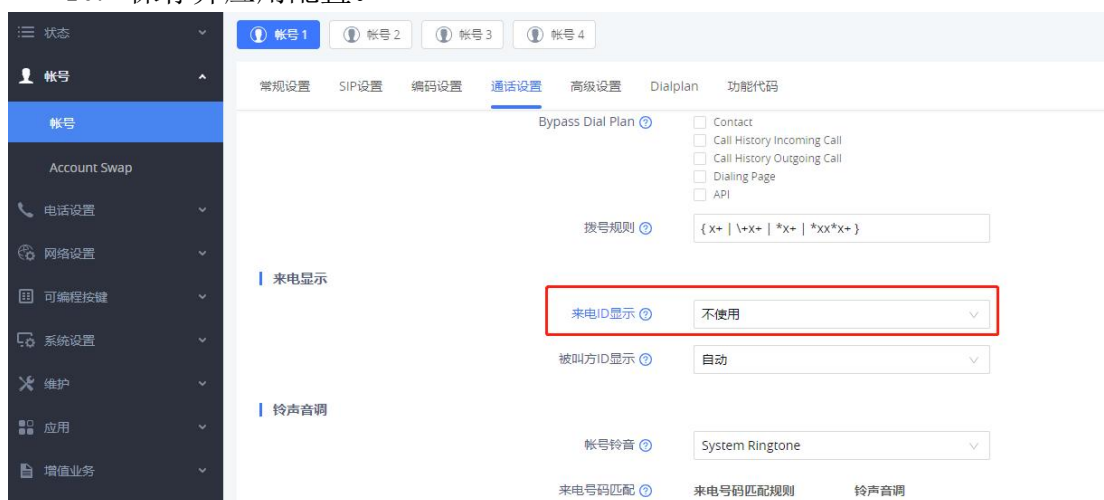 状态
帐号
帐号
Account Swap
电话设置
网络设置
可编程按键
系统设置
维护
应用
增值业务
帐号 1
帐号 2
帐号 3
帐号 4
常规设置
SIP设置
编码设置
通话设置
高级设置
Dialplan
功能代码
Bypass Dial Plan
Contact
Call History Incoming Call
Call History Outgoing Call
Dialing Page
API
拨号规则
{ x+ | \+x+ | *x+ | *xx*x+ }
来电显示
来电ID显示
不使用
被叫方ID显示
自动
铃声音调
帐号铃音
System Ringtone
来电号码匹配
来电号码匹配规则
铃声音调